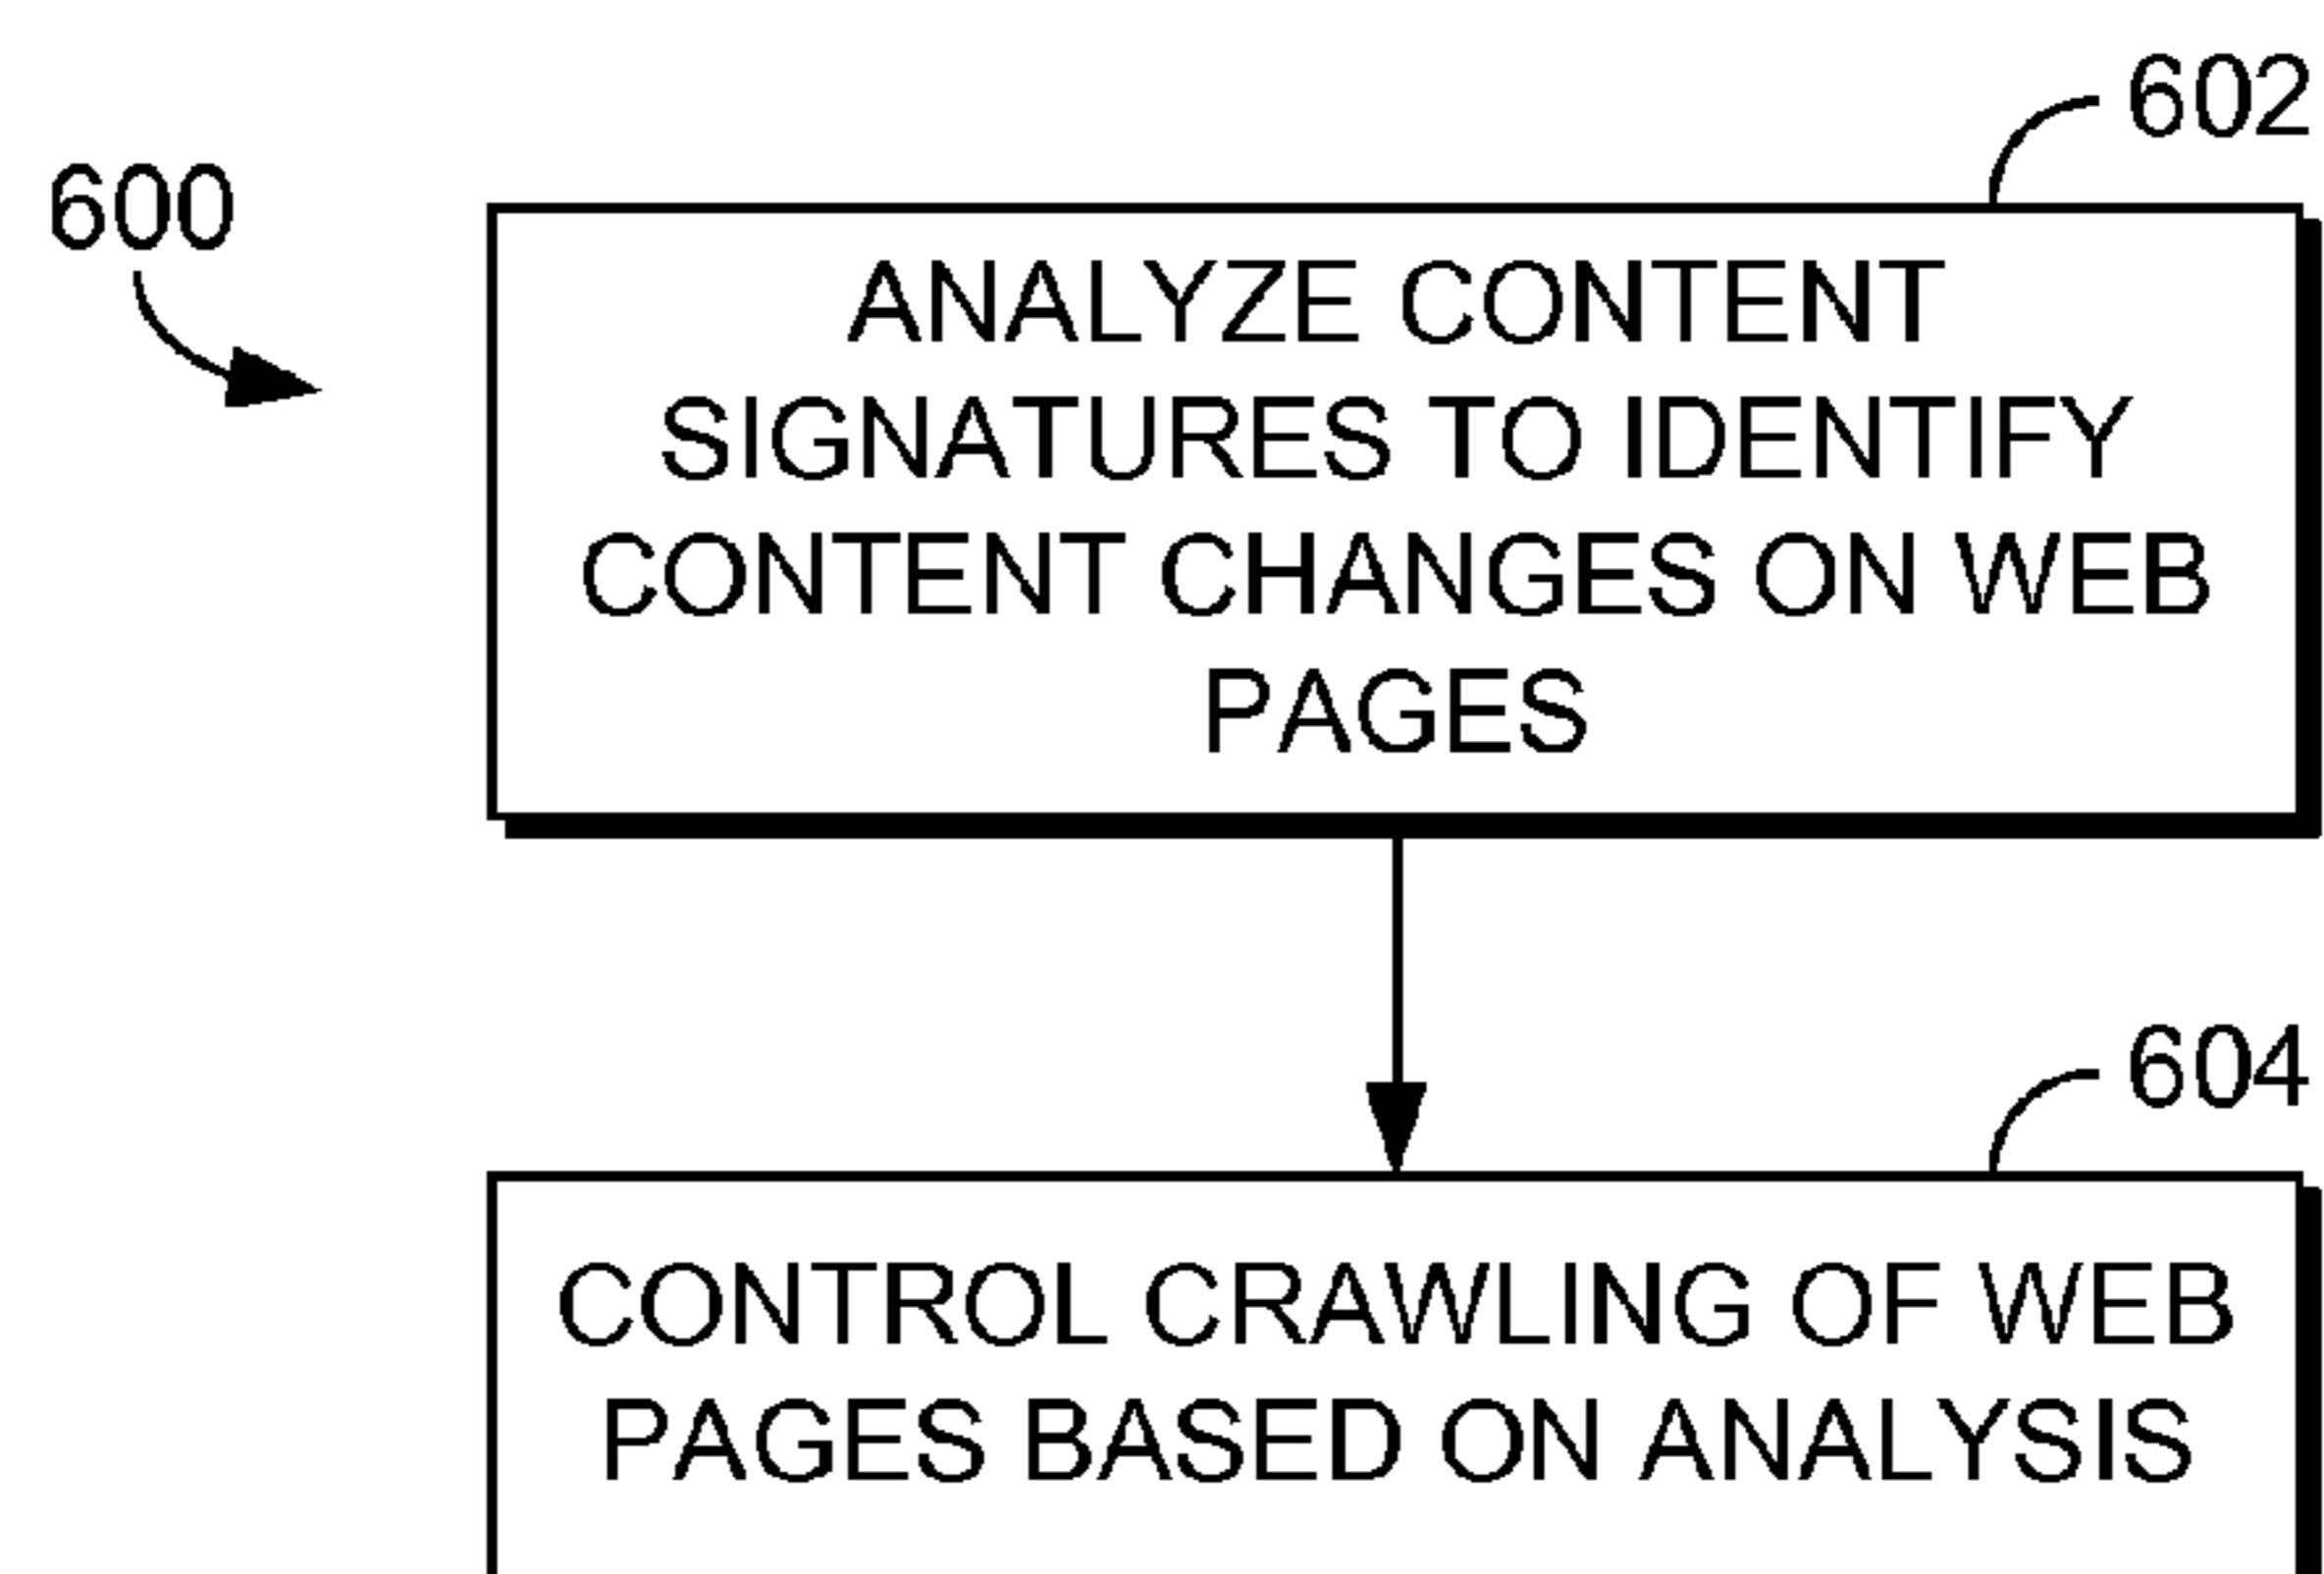 602
600
ANALYZE CONTENT
SIGNATURES TO IDENTIFY
CONTENT CHANGES ON WEB
PAGES
604
CONTROL CRAWLING OF WEB
PAGES BASED ON ANALYSIS